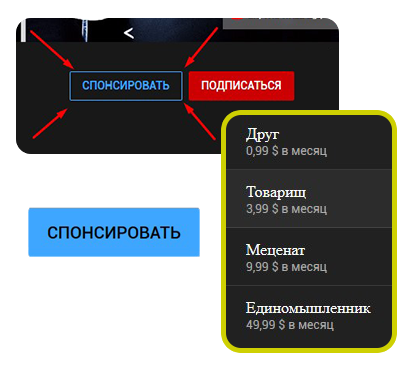 СПОНСИРОВАТЬ
ПОДПИСАТЬСЯ
Друг
0,99 $ в месяц
Товарищ
3,99 $ в месяц
СПОНСИРОВАТЬ
Меценат
9,99 $ в месяц
Единомышленник
49,99 $ в месяц